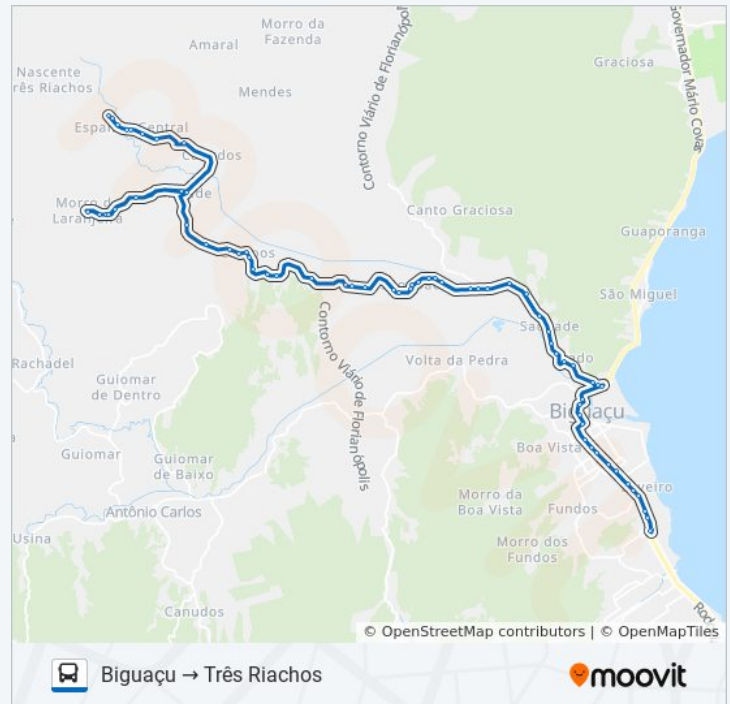 Morro da
Fazenda
Amaral
Nascente
Três Riachos
Mendes
Graciosa
Governador Mário Covas
Contorno Viário de Florianópolis
Central
Morro
Laranjeira
Canto Graciosa
Guaporanga
São Miguel
Contorno Viário de Florianópolis
Volta da Pedra
Rachadel
Guiomar
de Dentro
Biguaçu
Boa Vista
Guiomar
Guiomar
de Baixo
Morro da
Boa Vista
Fundos
Antônio Carlos
Usina
Morro dos
Fundos
Canudos
© OpenStreetMap contributors | © OpenMapTiles
Biguaçu → Três Riachos
moovit